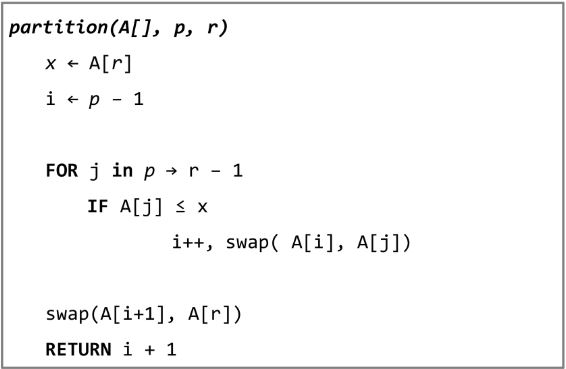 partition(A[], p, r)
x ← A[r]
i ← p – 1
FOR j in p → r – 1
IF A[j] ≤ x
i++, swap( A[i], A[j])
swap(A[i+1], A[r])
RETURN i + 1